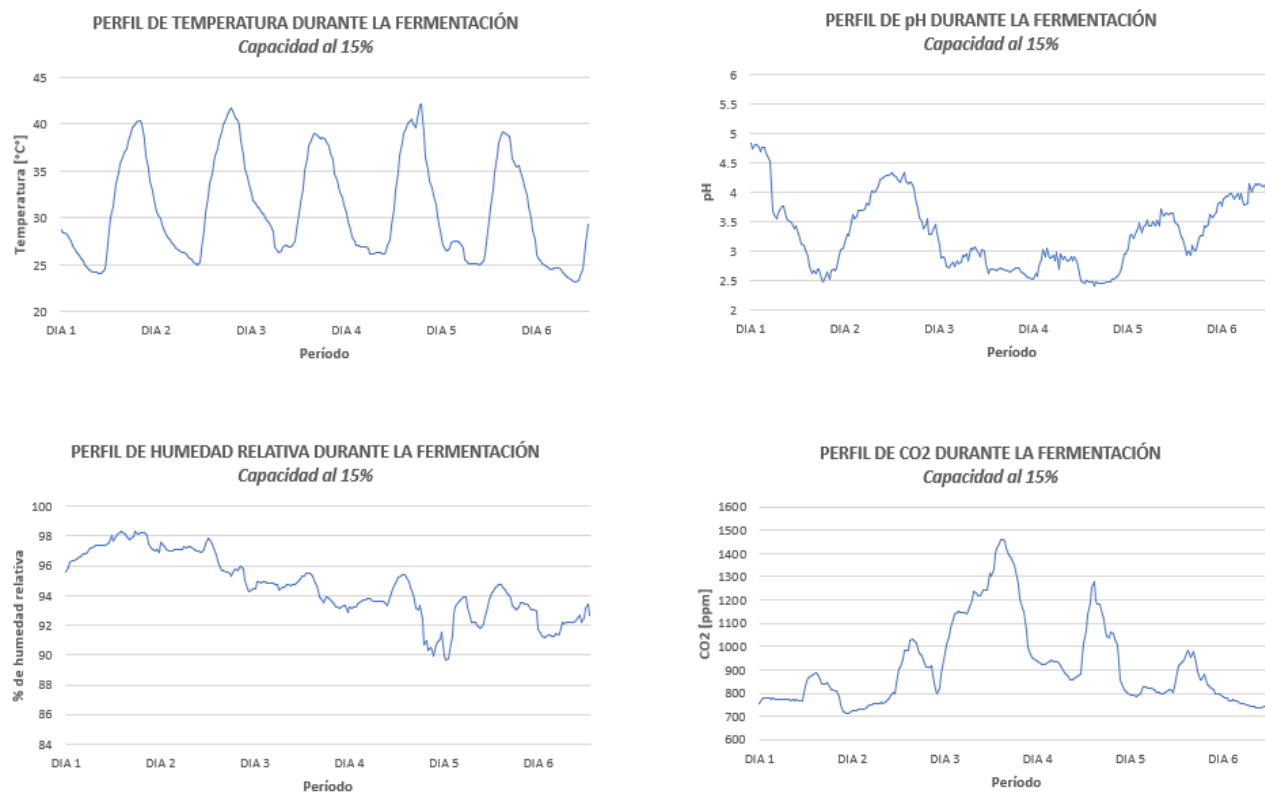 PERFIL DE TEMPERATURA DURANTE LA FERMENTACIÓN
Capacidad al 15%
Temperatura [°C°]
45
40
35
30
25
20
DIA 1 DIA 2 DIA 3 DIA 4 DIA 5 DIA 6
Período
PERFIL DE pH DURANTE LA FERMENTACIÓN
Capacidad al 15%
pH
6
5.5
5
4.5
4
3.5
3
2.5
2
DIA 1 DIA 2 DIA 3 DIA 4 DIA 5 DIA 6
Período
PERFIL DE HUMEDAD RELATIVA DURANTE LA FERMENTACIÓN
Capacidad al 15%
% de humedad relativa
100
98
96
94
92
90
88
86
84
DIA 1 DIA 2 DIA 3 DIA 4 DIA 5 DIA 6
Período
PERFIL DE CO2 DURANTE LA FERMENTACIÓN
Capacidad al 15%
CO2 [ppm]
1600
1500
1400
1300
1200
1100
1000
900
800
700
600
DIA 1 DIA 2 DIA 3 DIA 4 DIA 5 DIA 6
Período